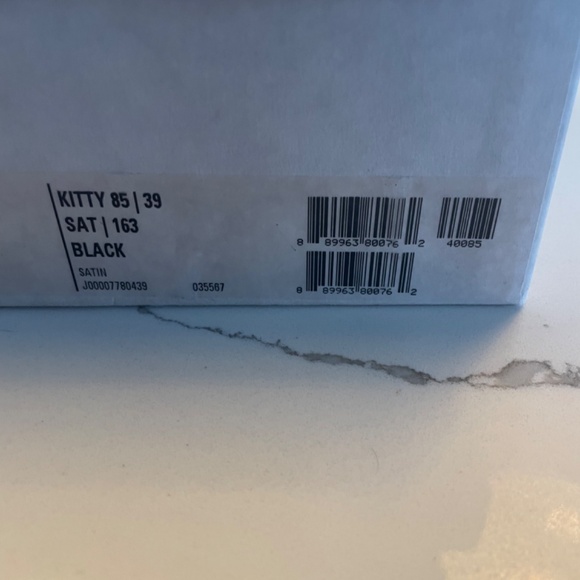 KITTY 85 | 39
SAT | 163
BLACK
SATIN
J00007780439 035567
8 89963 80076 2 40085
8 89963 80076 2